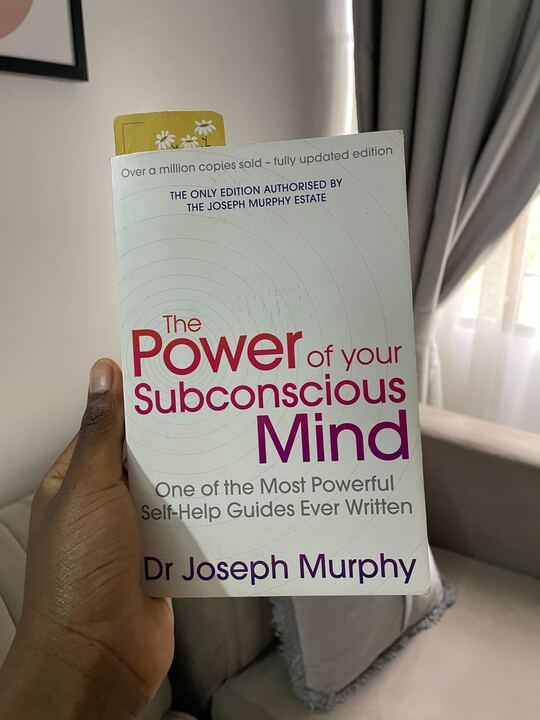 Over a million copies sold – fully updated edition
THE ONLY EDITION AUTHORISED BY
THE JOSEPH MURPHY ESTATE
The
Power of your
Subconscious
Mind
One of the Most Powerful
Self-Help Guides Ever Written
Dr Joseph Murphy